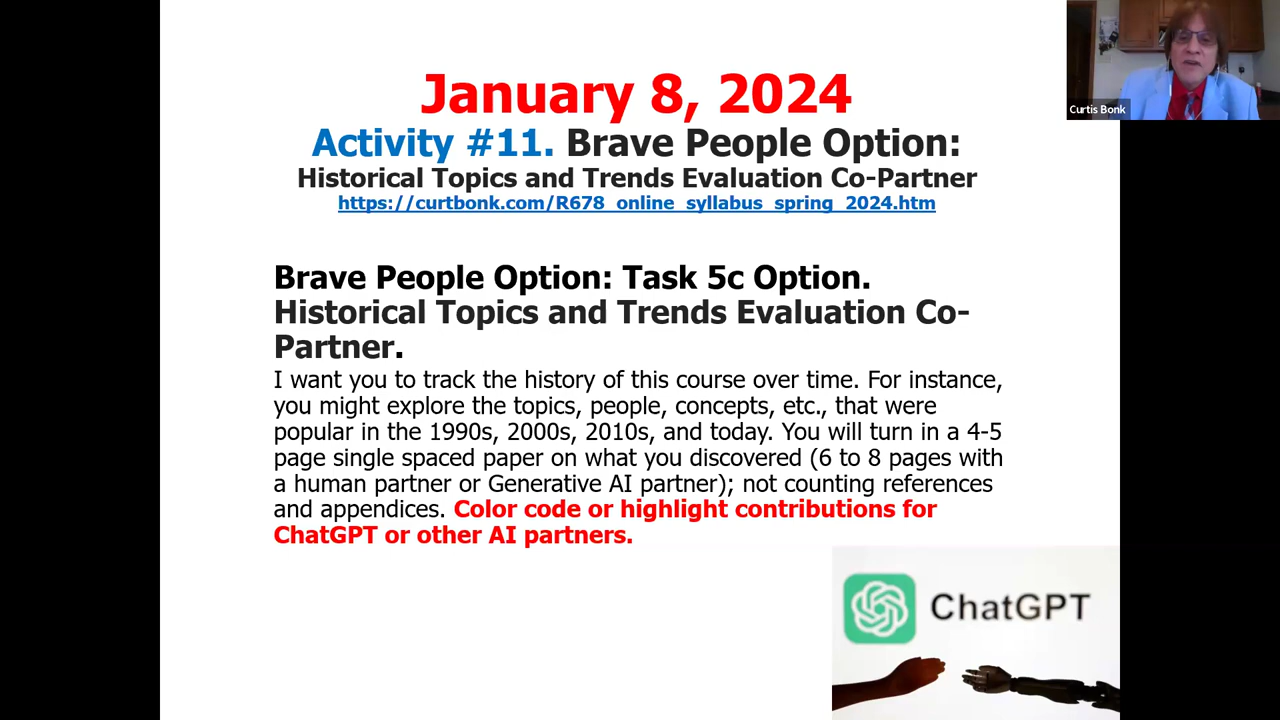 January 8, 2024
Activity #11. Brave People Option:
Historical Topics and Trends Evaluation Co-Partner
https://curtbonk.com/R678_online_syllabus_spring_2024.htm
Brave People Option: Task 5c Option.
Historical Topics and Trends Evaluation Co-
Partner.
I want you to track the history of this course over time. For instance,
you might explore the topics, people, concepts, etc., that were
popular in the 1990s, 2000s, 2010s, and today. You will turn in a 4-5
page single spaced paper on what you discovered (6 to 8 pages with
a human partner or Generative AI partner); not counting references
and appendices. Color code or highlight contributions for
ChatGPT or other AI partners.
ChatGPT
Curtis Bonk